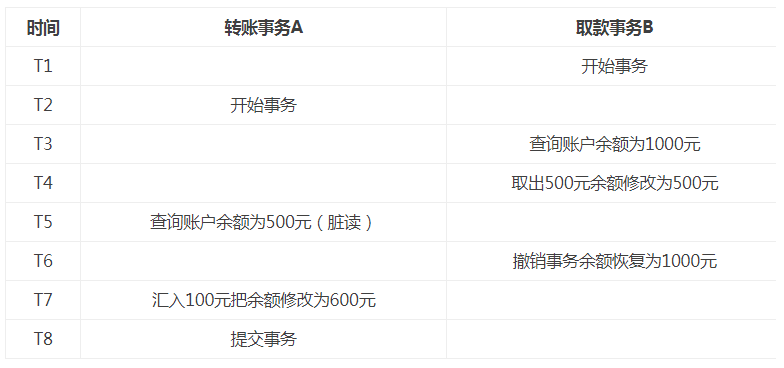 时间 转账事务A 取款事务B
T1 开始事务
T2 开始事务
T3 查询账户余额为1000元
T4 取出500元余额修改为500元
T5 查询账户余额为500元（脏读）
T6 撤销事务余额恢复为1000元
T7 汇入100元把余额修改为600元
T8 提交事务